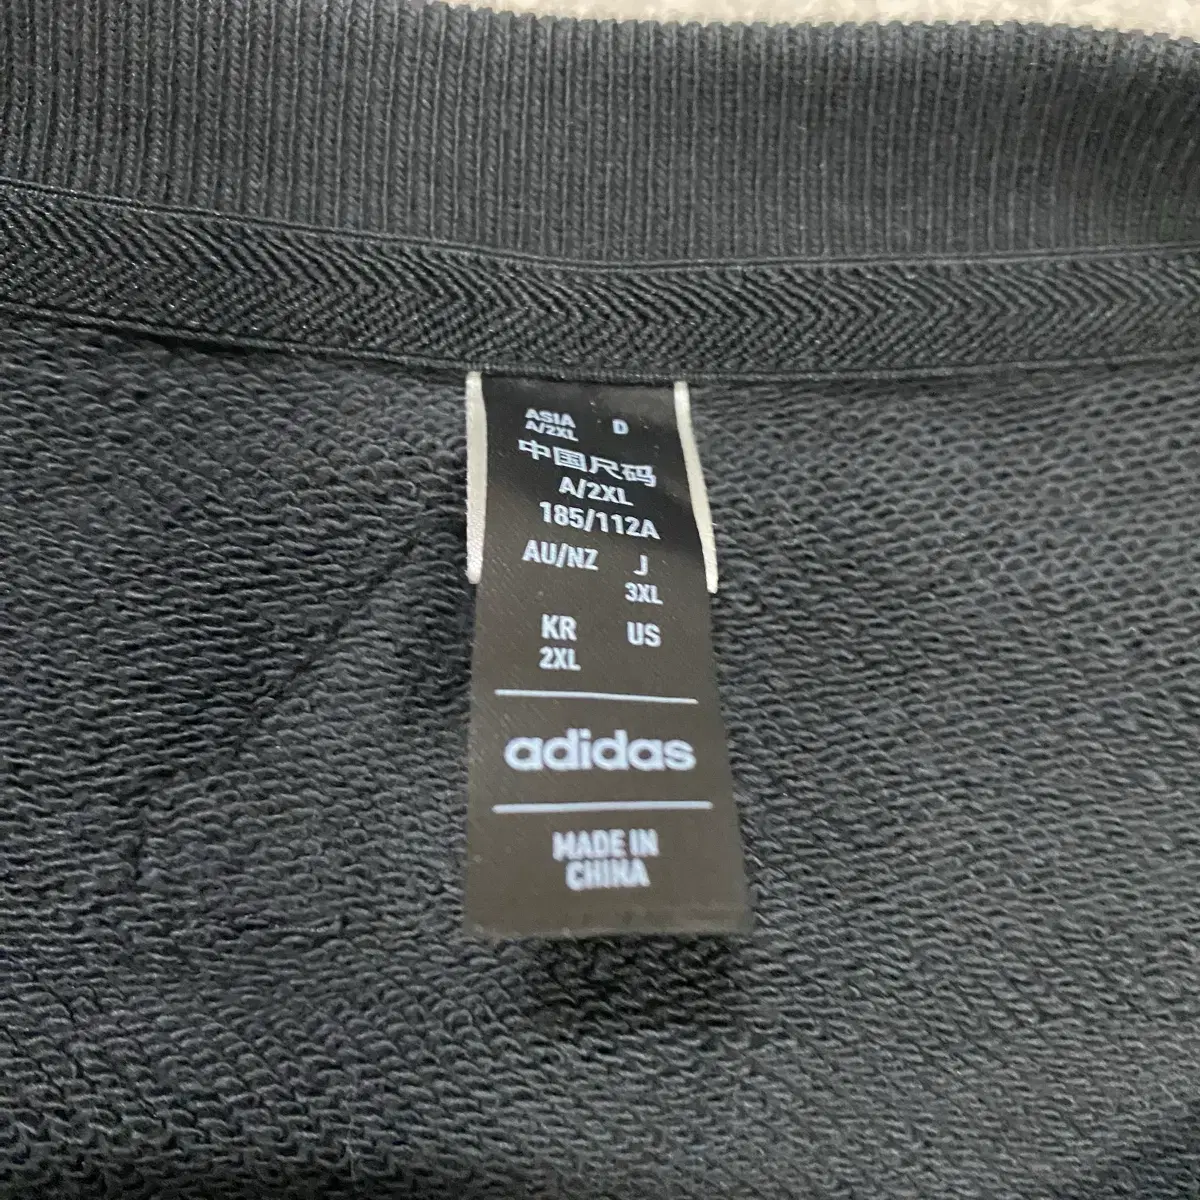 ASIA D
A/2XL
中国尺码
A/2XL
185/112A
AU/NZ J
3XL
KR US
2XL
adidas
MADE IN
CHINA